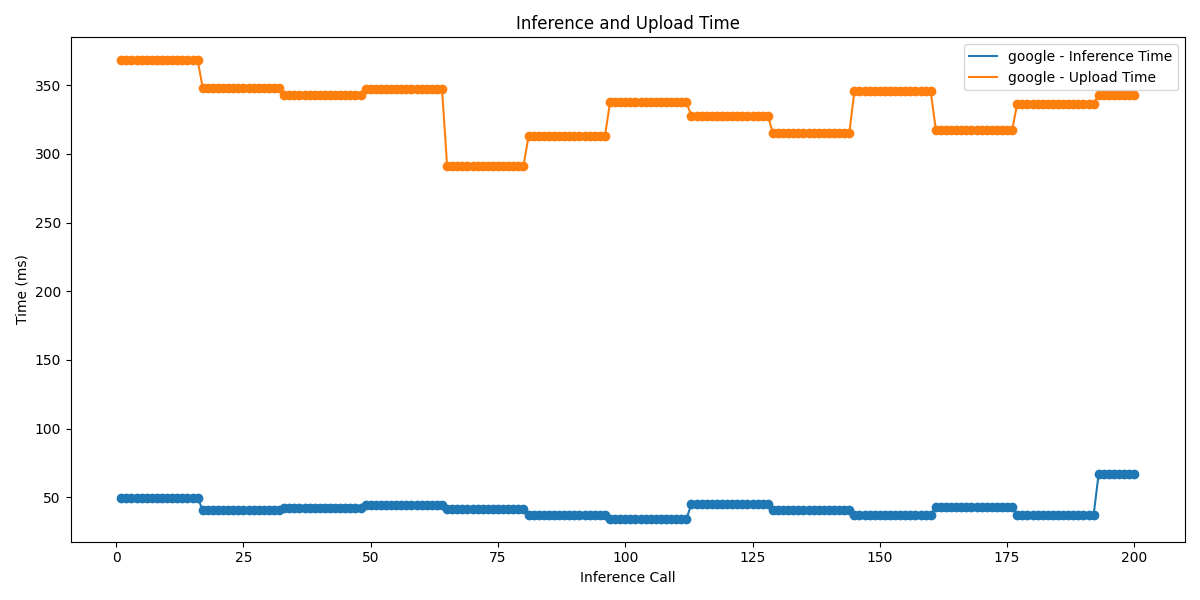 Inference and Upload Time
google - Inference Time
google - Upload Time
Time (ms)
350
300
250
200
150
100
50
0 25 50 75 100 125 150 175 200
Inference Call